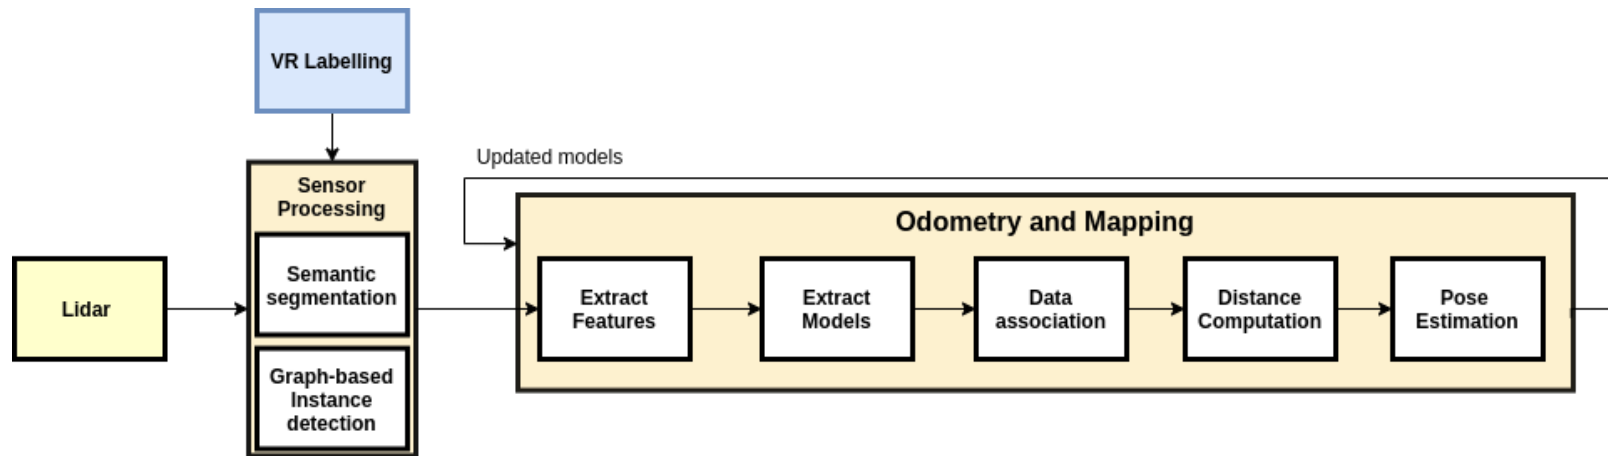 VR Labelling
Updated models
Sensor
Processing
Odometry and Mapping
Lidar
Semantic
segmentation
Graph-based
Instance
detection
Extract
Features
Extract
Models
Data
association
Distance
Computation
Pose
Estimation